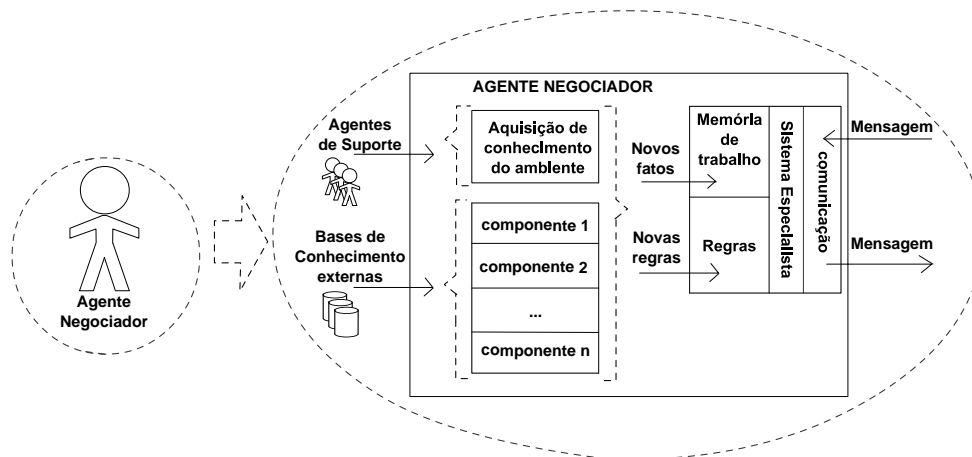 Agente
Negociador
AGENTE NEGOCIADOR
Agentes
de Suporte
Bases de
Conhecimento
externas
Aquisição de
conhecimento
do ambiente
componente 1
componente 2
...
componente n
Novos
fatos
Novas
regras
Memória
de
trabalho
Regras
Sistema Especialista
comunicação
Mensagem
Mensagem